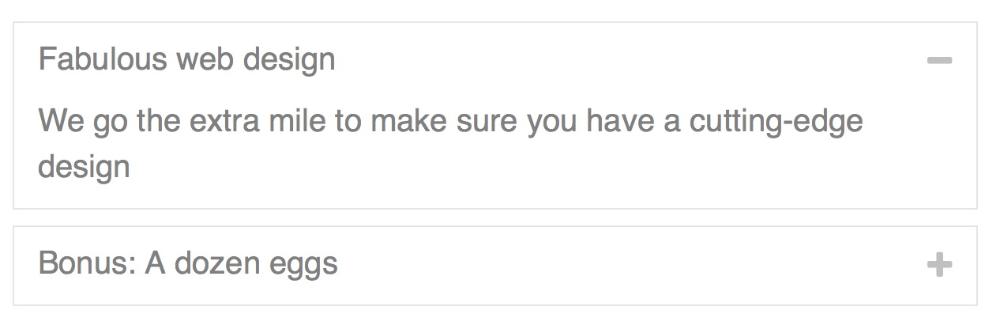 Fabulous web design
We go the extra mile to make sure you have a cutting-edge
design
Bonus: A dozen eggs